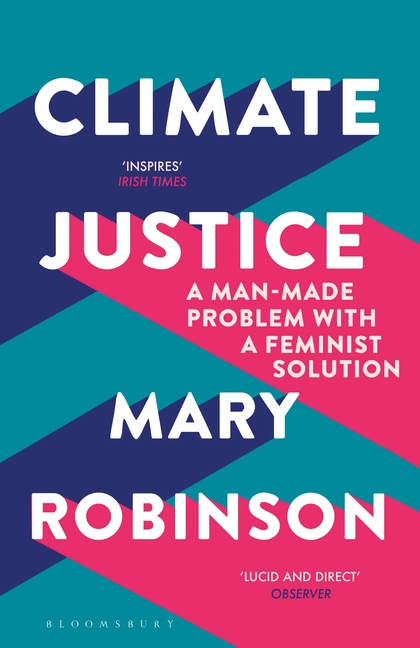 CLIMATE
‘INSPIRES’
IRISH TIMES
JUSTICE
A MAN-MADE
PROBLEM WITH
A FEMINIST
SOLUTION
MARY
ROBINSON
‘LUCID AND DIRECT’
OBSERVER
BLOOMSBURY